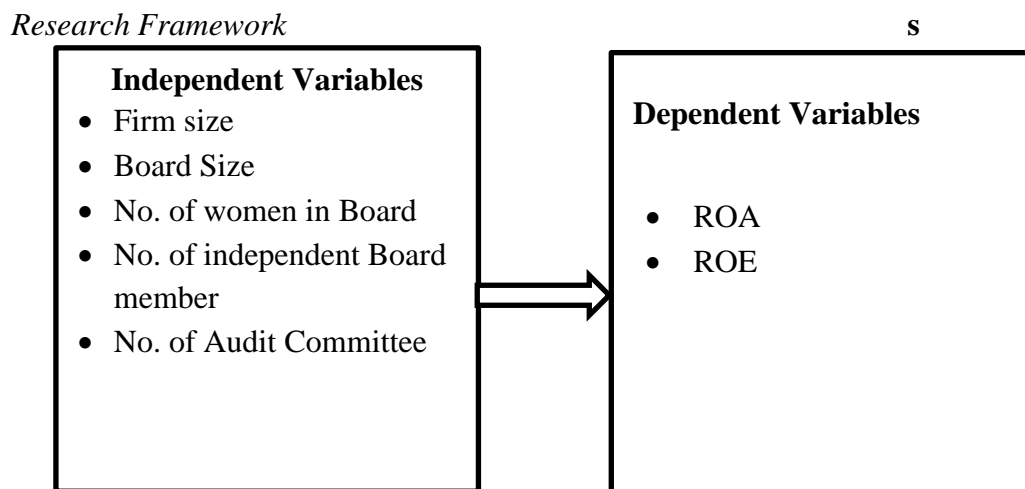 Research Framework
s
Independent Variables
• Firm size
• Board Size
• No. of women in Board
• No. of independent Board
member
• No. of Audit Committee
Dependent Variables
• ROA
• ROE